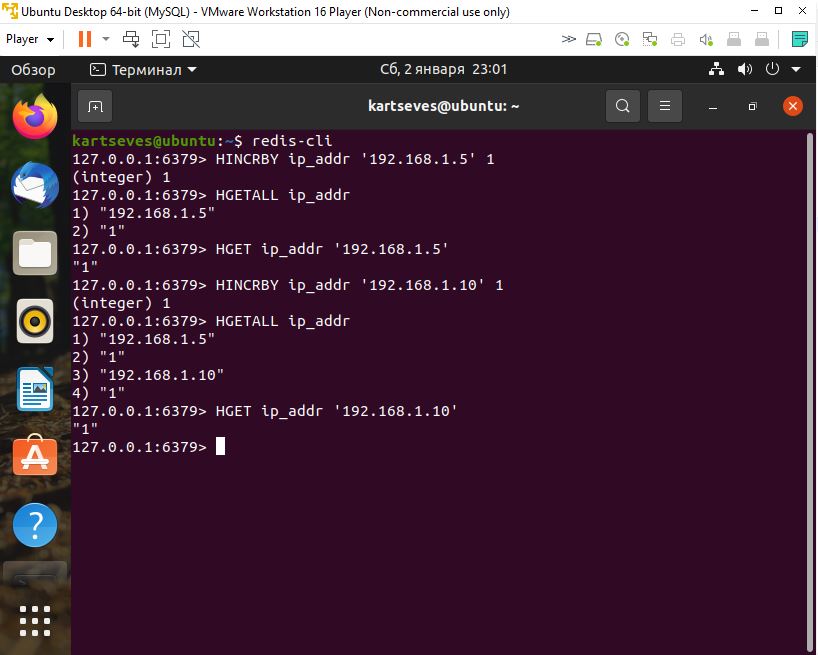 Ubuntu Desktop 64-bit (MySQL) - VMware Workstation 16 Player (Non-commercial use only)
Player
Обзор
Терминал
Сб, 2 января 23:01
kartseves@ubuntu: ~
kartseves@ubuntu:~$ redis-cli
127.0.0.1:6379> HINCRBY ip_addr '192.168.1.5' 1
(integer) 1
127.0.0.1:6379> HGETALL ip_addr
1) "192.168.1.5"
2) "1"
127.0.0.1:6379> HGET ip_addr '192.168.1.5'
"1"
127.0.0.1:6379> HINCRBY ip_addr '192.168.1.10' 1
(integer) 1
127.0.0.1:6379> HGETALL ip_addr
1) "192.168.1.5"
2) "1"
3) "192.168.1.10"
4) "1"
127.0.0.1:6379> HGET ip_addr '192.168.1.10'
"1"
127.0.0.1:6379>